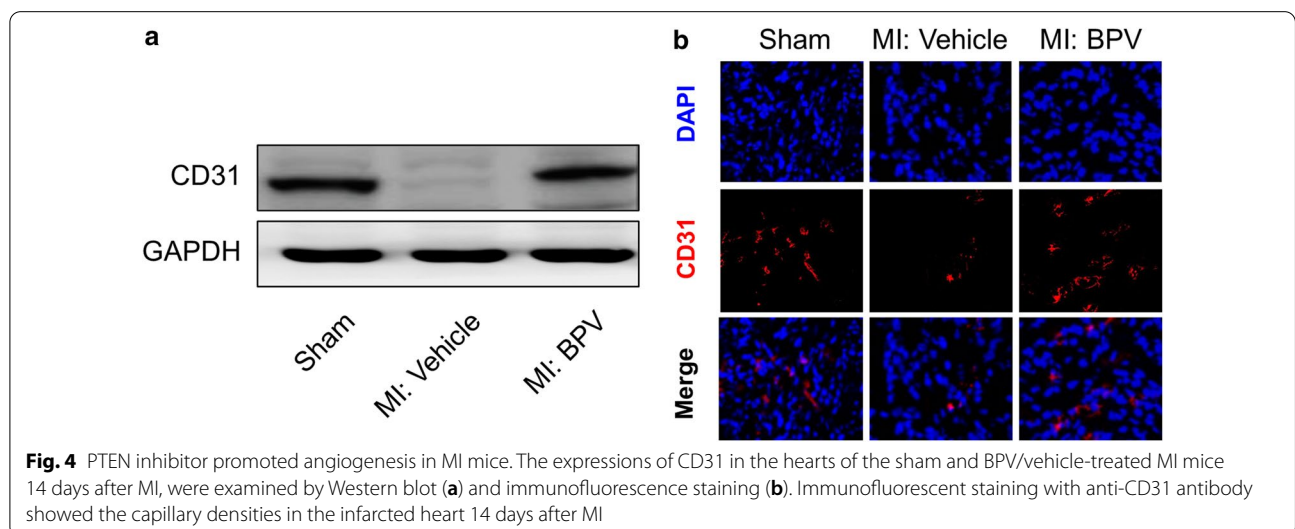 a
CD31
GAPDH
Sham
MI: Vehicle
MI: BPV
b
Sham MI: Vehicle MI: BPV
DAPI
CD31
Merge
Fig. 4 PTEN inhibitor promoted angiogenesis in MI mice. The expressions of CD31 in the hearts of the sham and BPV/vehicle-treated MI mice
14 days after MI, were examined by Western blot (a) and immunofluorescence staining (b). Immunofluorescent staining with anti-CD31 antibody
showed the capillary densities in the infarcted heart 14 days after MI